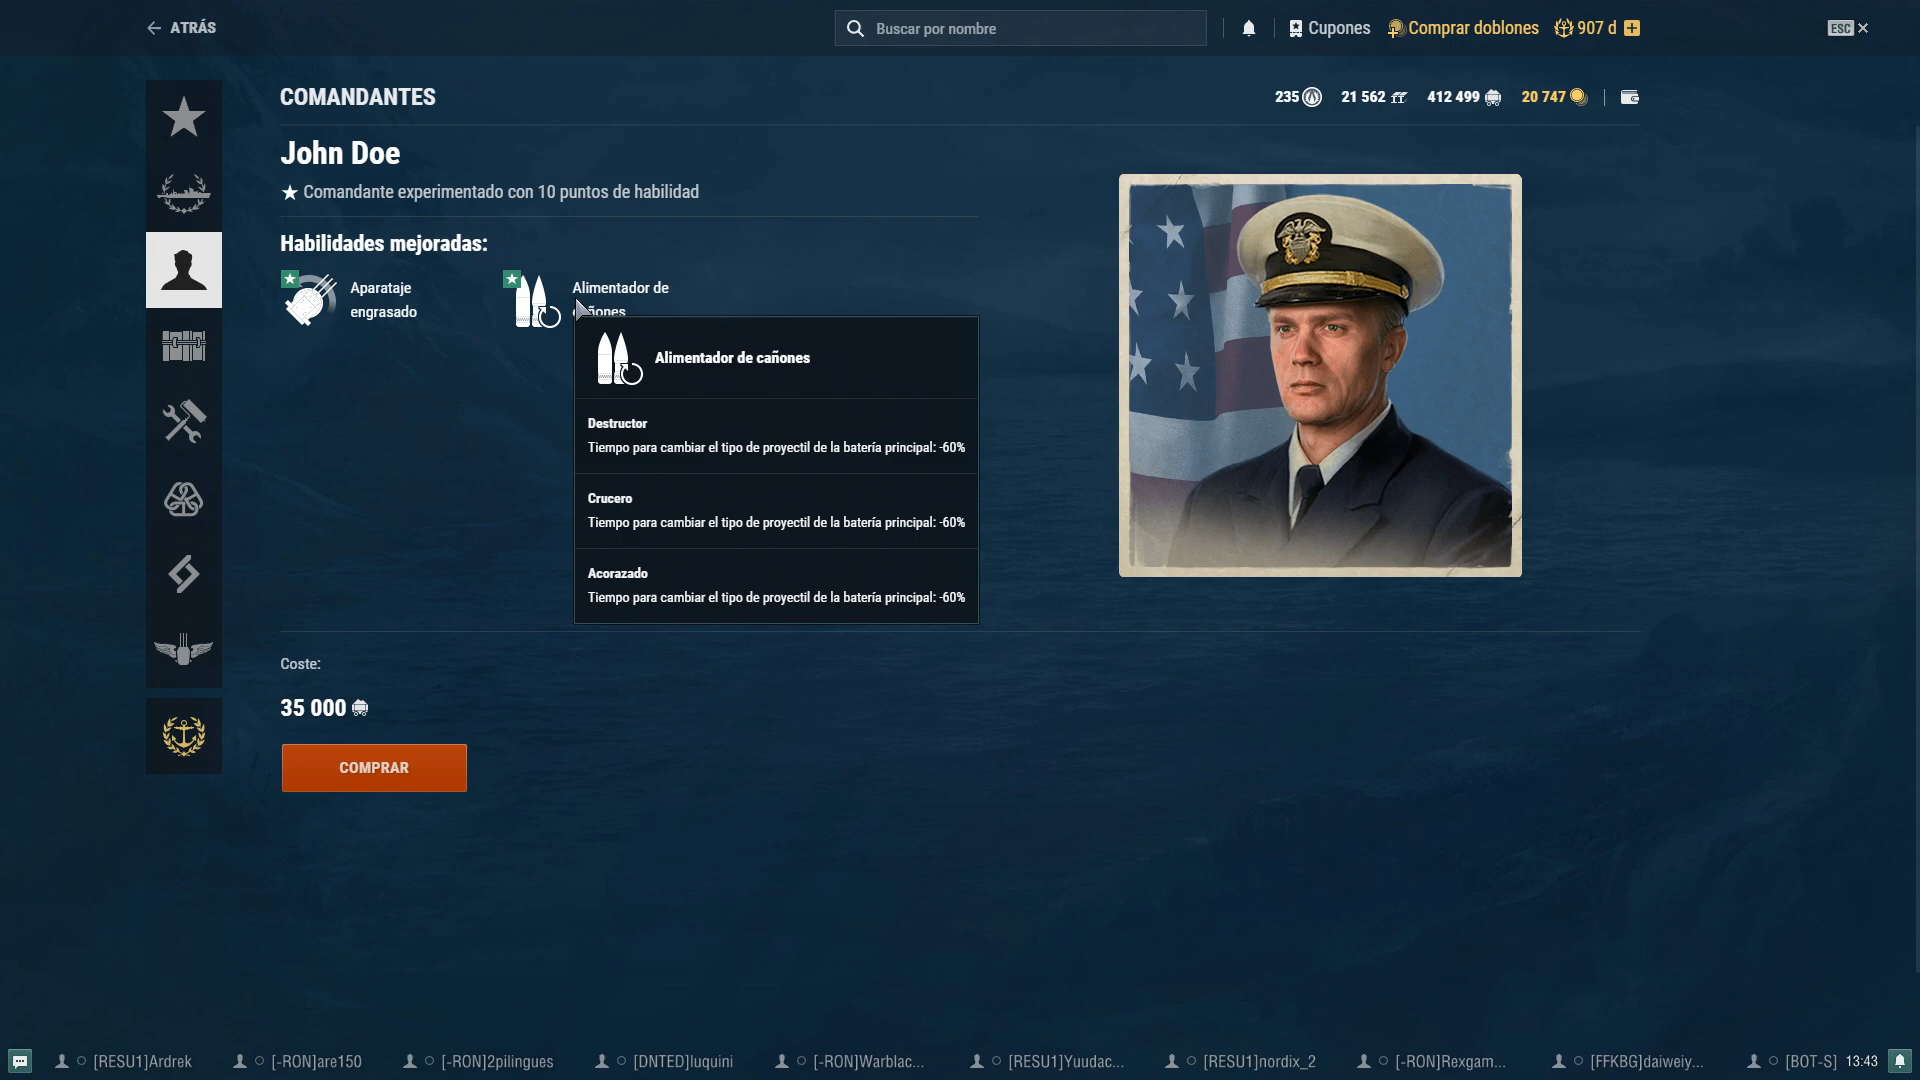 ATRÁS
Buscar por nombre
Cupones
Comprar doblones
907 d
ESC
COMANDANTES
235
21 562
412 499
20 747
John Doe
Comandante experimentado con 10 puntos de habilidad
Habilidades mejoradas:
Aparataje
engrasado
Alimentador de
Alimentador de cañones
Destructor
Tiempo para cambiar el tipo de proyectil de la batería principal: -60%
Crucero
Tiempo para cambiar el tipo de proyectil de la batería principal: -60%
Acorazado
Tiempo para cambiar el tipo de proyectil de la batería principal: -60%
Coste:
35 000
COMPRAR
[RESU1]Ardrek
[-RON]are150
[-RON]2pilingues
[DNTED]luquini
[-RON]Warblac...
[RESU1]Yuudac...
[RESU1]nordix_2
[-RON]Rexgam...
[FFKBG]daiweiy...
[BOT-S]
13:43